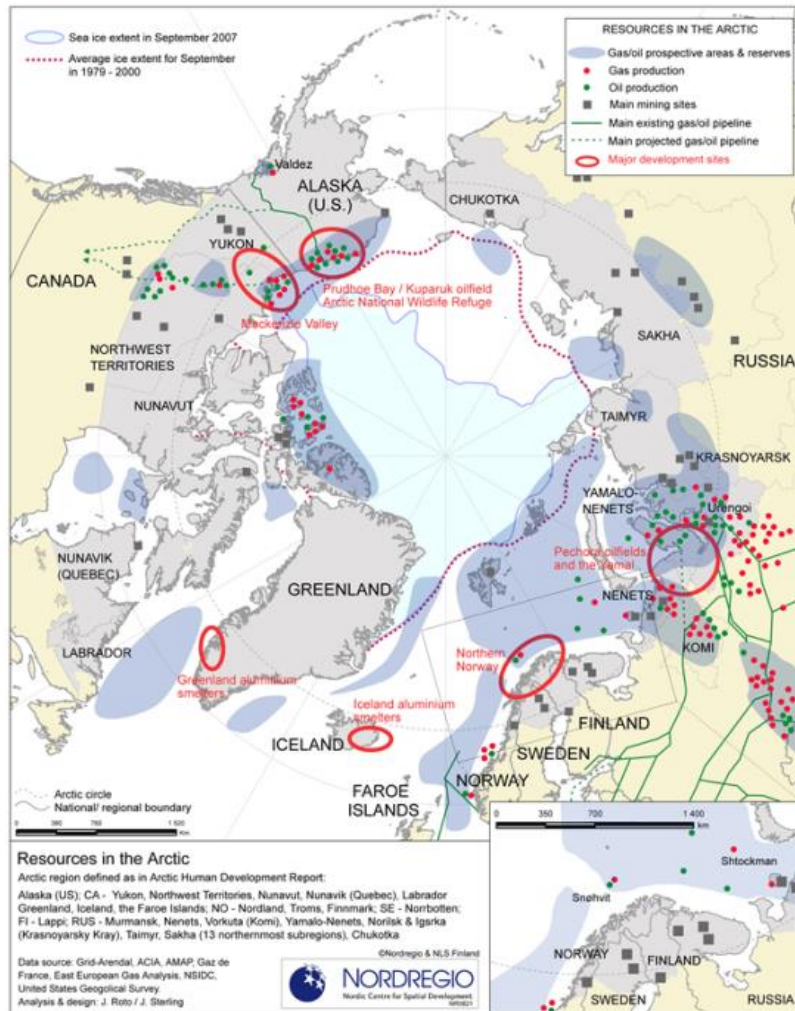 Sea ice extent in September 2007
Average ice extent for September
in 1979 - 2000
RESOURCES IN THE ARCTIC
Gas/oil prospective areas & reserves
Gas production
Oil production
Main mining sites
Main existing gas/oil pipeline
Main projected gas/oil pipeline
Major development sites
Valdez
ALASKA
(U.S.)
CHUKOTKA
YUKON
CANADA
Prudhoe Bay / Kuparuk oilfield
Arctic National Wildlife Refuge
Mackenzie Valley
SAKHA
NORTHWEST
TERRITORIES
RUSSIA
NUNAVUT
TAIMYR
KRASNOYARSK
YAMALO-
NENETS
Urengoi
NUNAVIK
(QUEBEC)
Pechora oilfields
and the Yamal
GREENLAND
NENETS
LABRADOR
Northern
Norway
KOMI
Greenland aluminium
smelters
Iceland aluminium
smelters
ICELAND
FINLAND
SWEDEN
FAROE
ISLANDS
NORWAY
Arctic circle
National/ regional boundary
0 350 700 1 520
Km
0 350 700 1 400
km
Shtockman
Snøhvit
NORWAY
FINLAND
SWEDEN
RUSSIA
Resources in the Arctic
Arctic region defined as in Arctic Human Development Report:
Alaska (US); CA - Yukon, Northwest Territories, Nunavut, Nunavik (Quebec), Labrador
Greenland, Iceland, the Faroe Islands; NO - Nordland, Troms, Finnmark; SE - Norrbotten;
FI - Lappi; RUS - Murmansk, Nenets, Vorkuta (Komi), Yamalo-Nenets, Norilsk & Igsrka
(Krasnoyarsky Kray), Taimyr, Sakha (13 northernmost subregions), Chukotka
©Nordregio & NLS Finland
Data source: Grid-Arendal, ACIA, AMAP, Gaz de
France, East European Gas Analysis, NSIDC,
United States Geological Survey.
Analysis & design: J. Roto / J. Sterling
NORDREGIO
Nordic Centre for Spatial Development